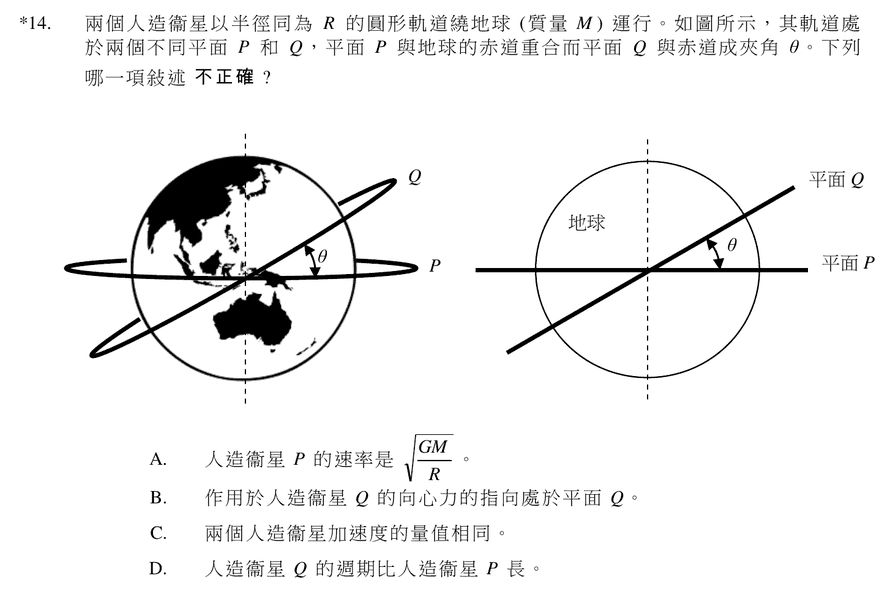 *14. 兩個人造衞星以半徑同為 R 的圓形軌道繞地球 (質量 M ) 運行。如圖所示，其軌道處
於兩個不同平面 P 和 Q，平面 P 與地球的赤道重合而平面 Q 與赤道成夾角 θ。下列
哪一項敍述 不正確 ?
Q
θ
P
平面 Q
地球
θ
平面 P
A. 人造衞星 P 的速率是 √(GM/R) 。
B. 作用於人造衞星 Q 的向心力的指向處於平面 Q。
C. 兩個人造衞星加速度的量值相同。
D. 人造衞星 Q 的週期比人造衞星 P 長。